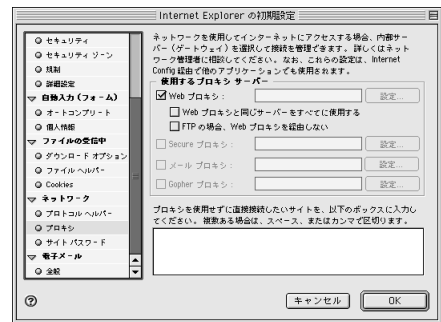 Internet Explorer の初期設定
セキュリティ
セキュリティ ゾーン
規制
詳細設定
自動入力 (フォーム)
オートコンプリート
個人情報
ファイルの受信中
ダウンロード オプション
ファイル ヘルパー
Cookies
ネットワーク
プロトコル ヘルパー
プロキシ
サイト パスワード
電子メール
全般
ネットワークを使用してインターネットにアクセスする場合、内部サー
バー (ゲートウェイ) を選択して接続を管理できます。 詳しくはネット
ワーク管理者に相談してください。なお、これらの設定は、Internet
Config 経由で他のアプリケーションでも使用されます。
使用するプロキシ サーバー
Web プロキシ :
設定...
Web プロキシと同じサーバーをすべてに使用する
FTP の場合、Web プロキシを経由しない
Secure プロキシ :
設定...
メール プロキシ :
設定...
Gopher プロキシ :
設定...
プロキシを使用せずに直接接続したいサイトを、以下のボックスに入力し
てください。 複数ある場合は、スペース、またはカンマで区切ります。
キャンセル
OK